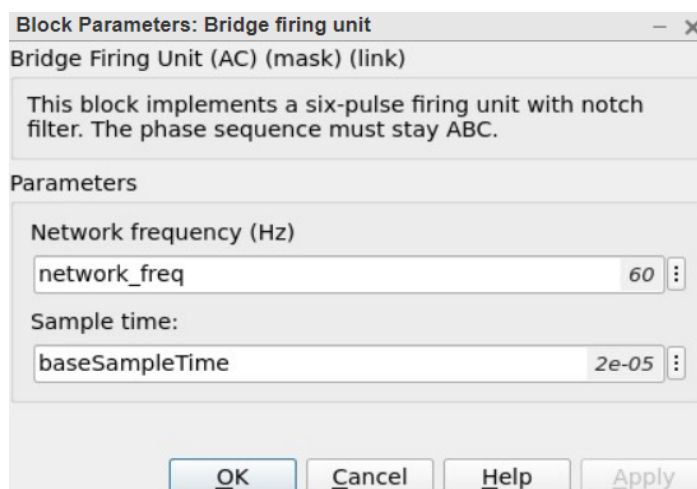 Block Parameters: Bridge firing unit
Bridge Firing Unit (AC) (mask) (link)
This block implements a six-pulse firing unit with notch
filter. The phase sequence must stay ABC.
Parameters
Network frequency (Hz)
network_freq 60
Sample time:
baseSampleTime 2e-05
OK Cancel Help Apply